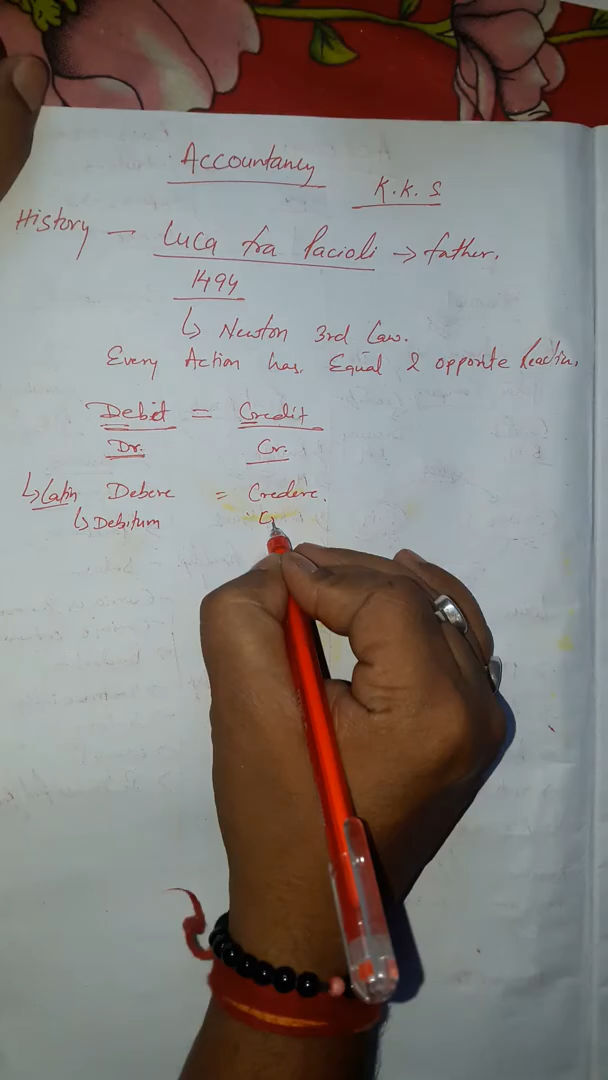 Accountancy
K.K.S.
History - Luca fra Pacioli → father.
1494
↳ Newton 3rd Law.
Every Action has. Equal & opposite Reaction.
Debit = Credit
Dr. Cr.
↳ Latin Debere = Credere.
↳ Debitum C